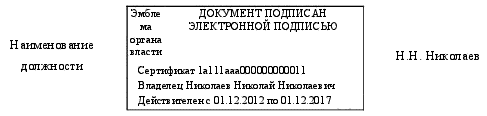 Наименование
должности
Эмбле
ма
органа
власти
ДОКУМЕНТ ПОДПИСАН
ЭЛЕКТРОННОЙ ПОДПИСЬЮ
Сертификат 1a111aaa000000000011
Владелец Николаев Николай Николаевич
Действителен с 01.12.2012 по 01.12.2017
Н.Н. Николаев